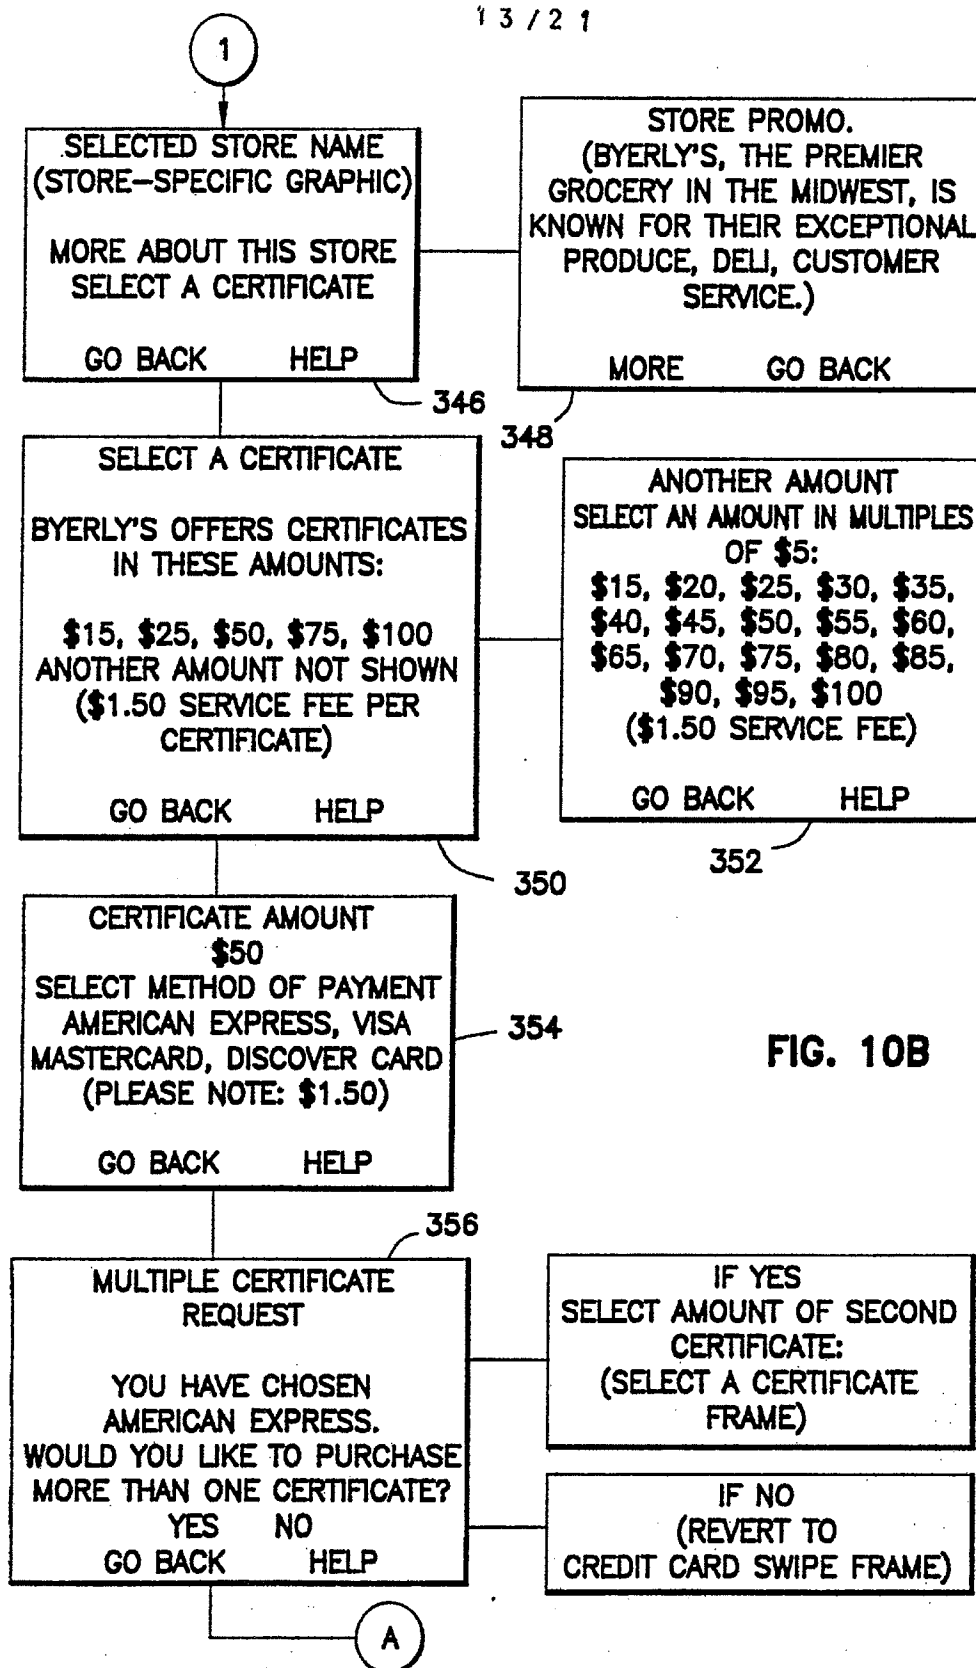 13/21
1
SELECTED STORE NAME
(STORE-SPECIFIC GRAPHIC)
MORE ABOUT THIS STORE
SELECT A CERTIFICATE
GO BACK HELP
346
STORE PROMO.
(BYERLY'S, THE PREMIER
GROCERY IN THE MIDWEST, IS
KNOWN FOR THEIR EXCEPTIONAL
PRODUCE, DELI, CUSTOMER
SERVICE.)
MORE GO BACK
348
SELECT A CERTIFICATE
BYERLY'S OFFERS CERTIFICATES
IN THESE AMOUNTS:
$15, $25, $50, $75, $100
ANOTHER AMOUNT NOT SHOWN
($1.50 SERVICE FEE PER
CERTIFICATE)
GO BACK HELP
350
ANOTHER AMOUNT
SELECT AN AMOUNT IN MULTIPLES
OF $5:
$15, $20, $25, $30, $35,
$40, $45, $50, $55, $60,
$65, $70, $75, $80, $85,
$90, $95, $100
($1.50 SERVICE FEE)
GO BACK HELP
352
CERTIFICATE AMOUNT
$50
SELECT METHOD OF PAYMENT
AMERICAN EXPRESS, VISA
MASTERCARD, DISCOVER CARD
(PLEASE NOTE: $1.50)
GO BACK HELP
354
FIG. 10B
356
MULTIPLE CERTIFICATE
REQUEST
YOU HAVE CHOSEN
AMERICAN EXPRESS.
WOULD YOU LIKE TO PURCHASE
MORE THAN ONE CERTIFICATE?
YES NO
GO BACK HELP
IF YES
SELECT AMOUNT OF SECOND
CERTIFICATE:
(SELECT A CERTIFICATE
FRAME)
IF NO
(REVERT TO
CREDIT CARD SWIPE FRAME)
A